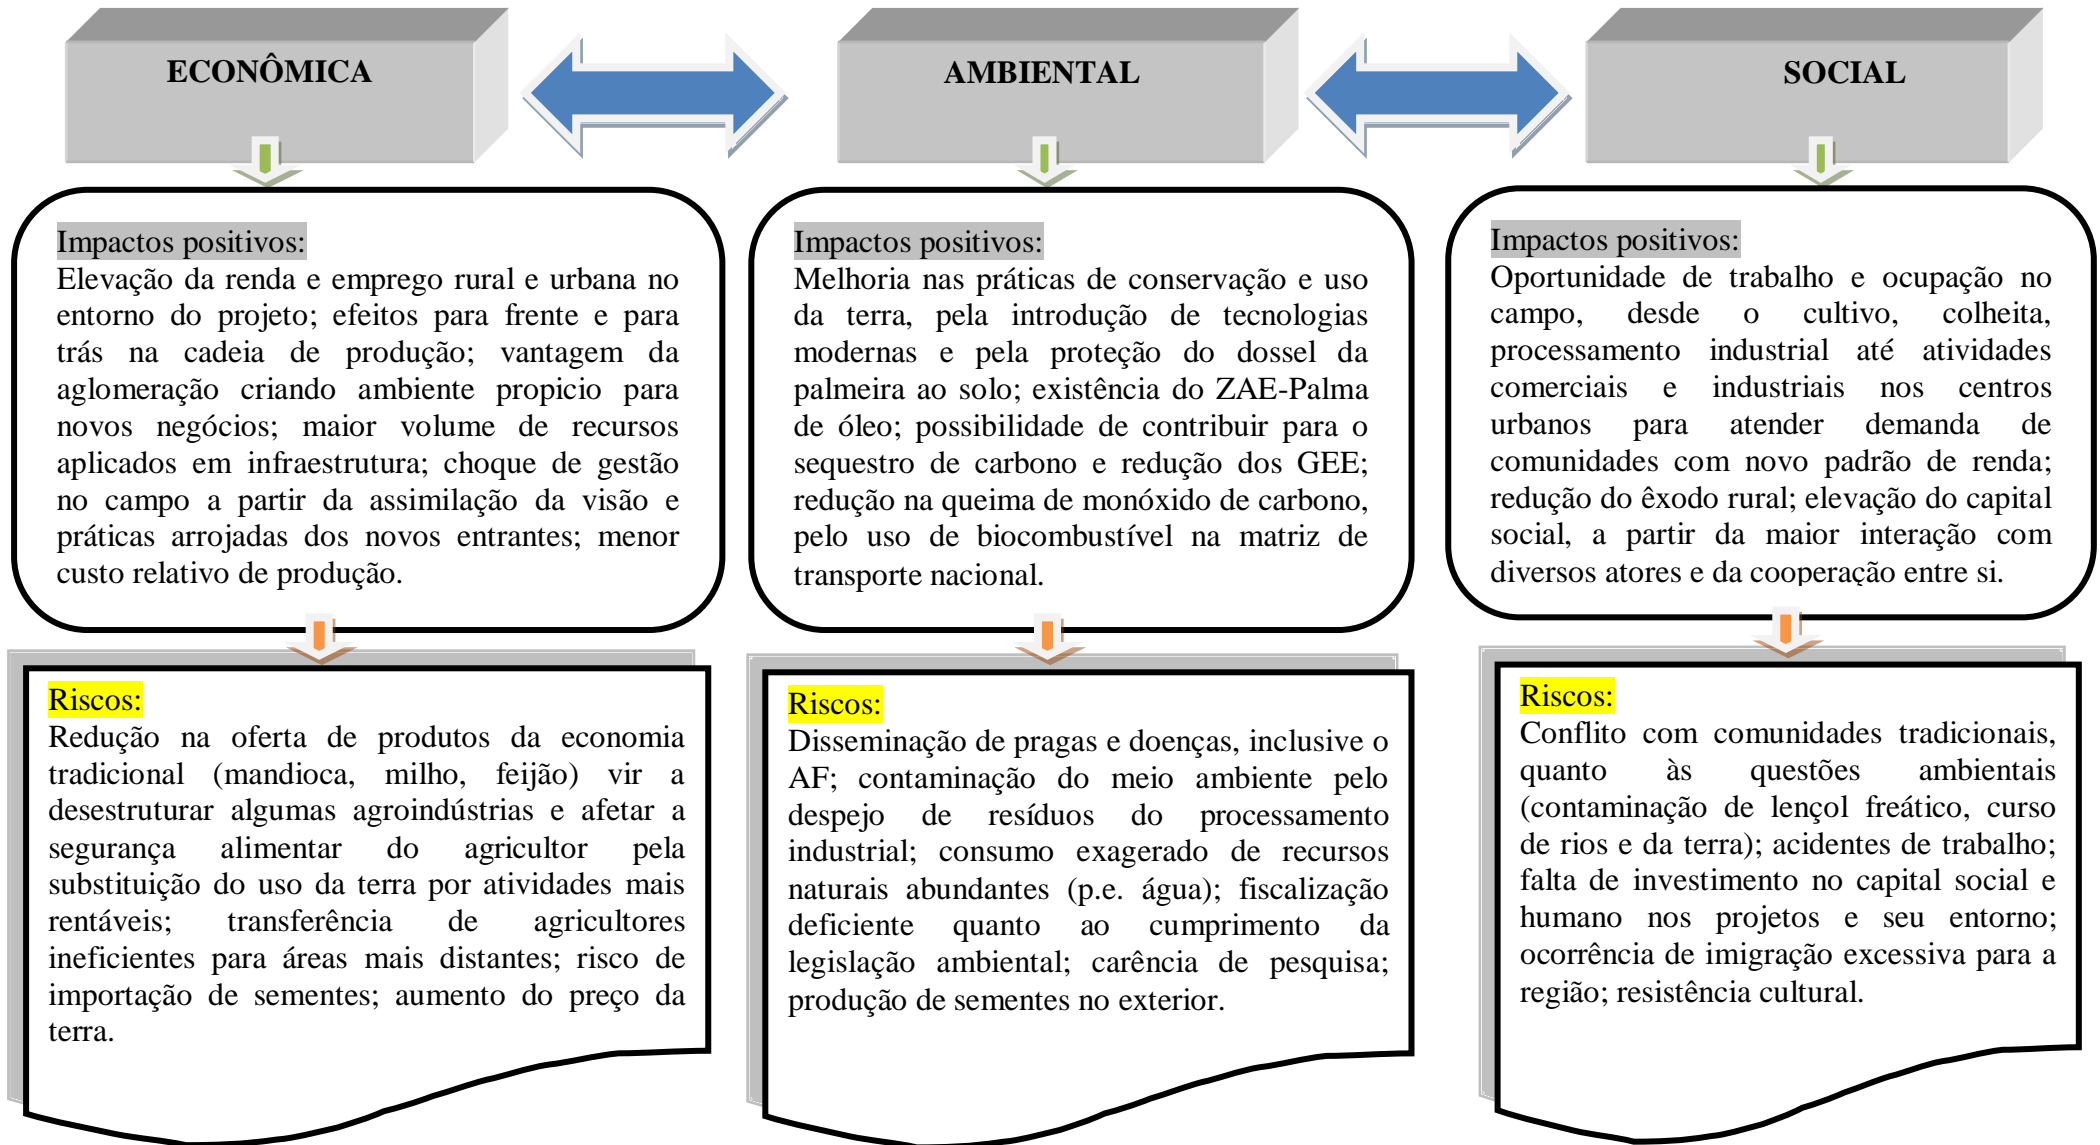 ECONÔMICA
AMBIENTAL
SOCIAL
Impactos positivos:
Elevação da renda e emprego rural e urbana no
entorno do projeto; efeitos para frente e para
trás na cadeia de produção; vantagem da
aglomeração criando ambiente propicio para
novos negócios; maior volume de recursos
aplicados em infraestrutura; choque de gestão
no campo a partir da assimilação da visão e
práticas arrojadas dos novos entrantes; menor
custo relativo de produção.
Impactos positivos:
Melhoria nas práticas de conservação e uso
da terra, pela introdução de tecnologias
modernas e pela proteção do dossel da
palmeira ao solo; existência do ZAE-Palma
de óleo; possibilidade de contribuir para o
sequestro de carbono e redução dos GEE;
redução na queima de monóxido de carbono,
pelo uso de biocombustível na matriz de
transporte nacional.
Impactos positivos:
Oportunidade de trabalho e ocupação no
campo, desde o cultivo, colheita,
processamento industrial até atividades
comerciais e industriais nos centros
urbanos para atender demanda de
comunidades com novo padrão de renda;
redução do êxodo rural; elevação do capital
social, a partir da maior interação com
diversos atores e da cooperação entre si.
Riscos:
Redução na oferta de produtos da economia
tradicional (mandioca, milho, feijão) vir a
desestruturar algumas agroindústrias e afetar a
segurança alimentar do agricultor pela
substituição do uso da terra por atividades mais
rentáveis; transferência de agricultores
ineficientes para áreas mais distantes; risco de
importação de sementes; aumento do preço da
terra.
Riscos:
Disseminação de pragas e doenças, inclusive o
AF; contaminação do meio ambiente pelo
despejo de resíduos do processamento
industrial; consumo exagerado de recursos
naturais abundantes (p.e. água); fiscalização
deficiente quanto ao cumprimento da
legislação ambiental; carência de pesquisa;
produção de sementes no exterior.
Riscos:
Conflito com comunidades tradicionais,
quanto às questões ambientais
(contaminação de lençol freático, curso
de rios e da terra); acidentes de trabalho;
falta de investimento no capital social e
humano nos projetos e seu entorno;
ocorrência de imigração excessiva para a
região; resistência cultural.